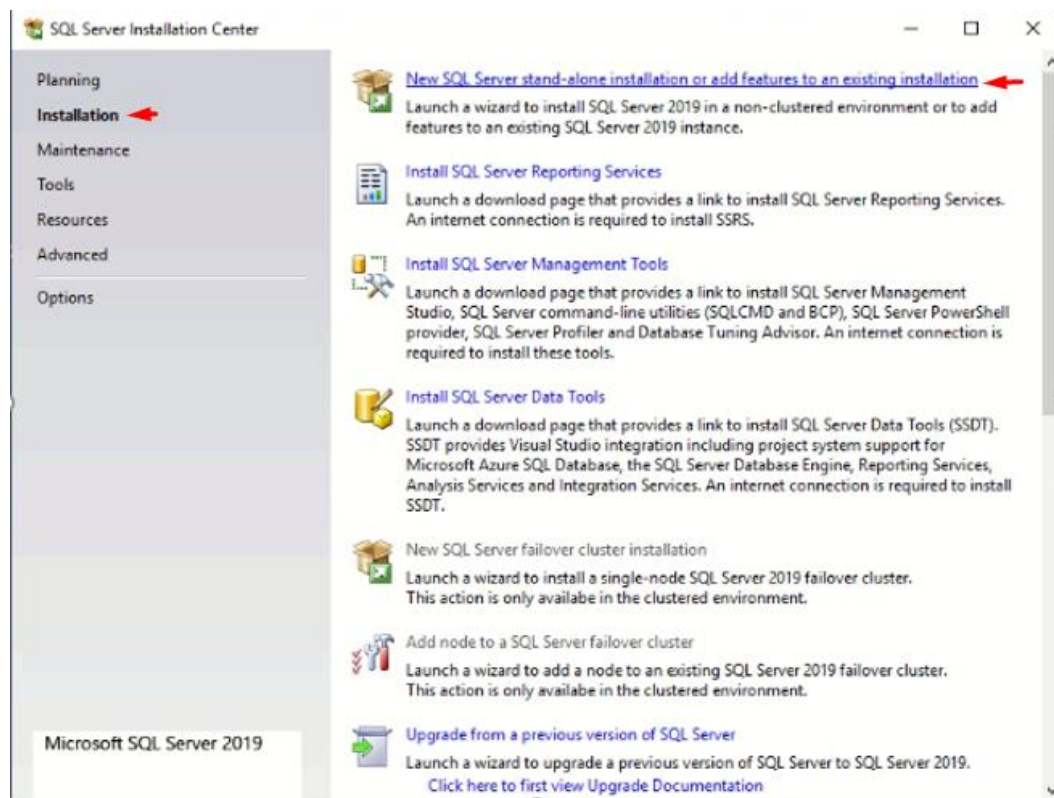 SQL Server Installation Center
Planning
Installation
Maintenance
Tools
Resources
Advanced
Options
Microsoft SQL Server 2019
New SQL Server stand-alone installation or add features to an existing installation
Launch a wizard to install SQL Server 2019 in a non-clustered environment or to add
features to an existing SQL Server 2019 instance.
Install SQL Server Reporting Services
Launch a download page that provides a link to install SQL Server Reporting Services.
An internet connection is required to install SSRS.
Install SQL Server Management Tools
Launch a download page that provides a link to install SQL Server Management
Studio, SQL Server command-line utilities (SQLCMD and BCP), SQL Server PowerShell
provider, SQL Server Profiler and Database Tuning Advisor. An internet connection is
required to install these tools.
Install SQL Server Data Tools
Launch a download page that provides a link to install SQL Server Data Tools (SSDT).
SSDT provides Visual Studio integration including project system support for
Microsoft Azure SQL Database, the SQL Server Database Engine, Reporting Services,
Analysis Services and Integration Services. An internet connection is required to install
SSDT.
New SQL Server failover cluster installation
Launch a wizard to install a single-node SQL Server 2019 failover cluster.
This action is only availabe in the clustered environment.
Add node to a SQL Server failover cluster
Launch a wizard to add a node to an existing SQL Server 2019 failover cluster.
This action is only availabe in the clustered environment.
Upgrade from a previous version of SQL Server
Launch a wizard to upgrade a previous version of SQL Server to SQL Server 2019.
Click here to first view Upgrade Documentation